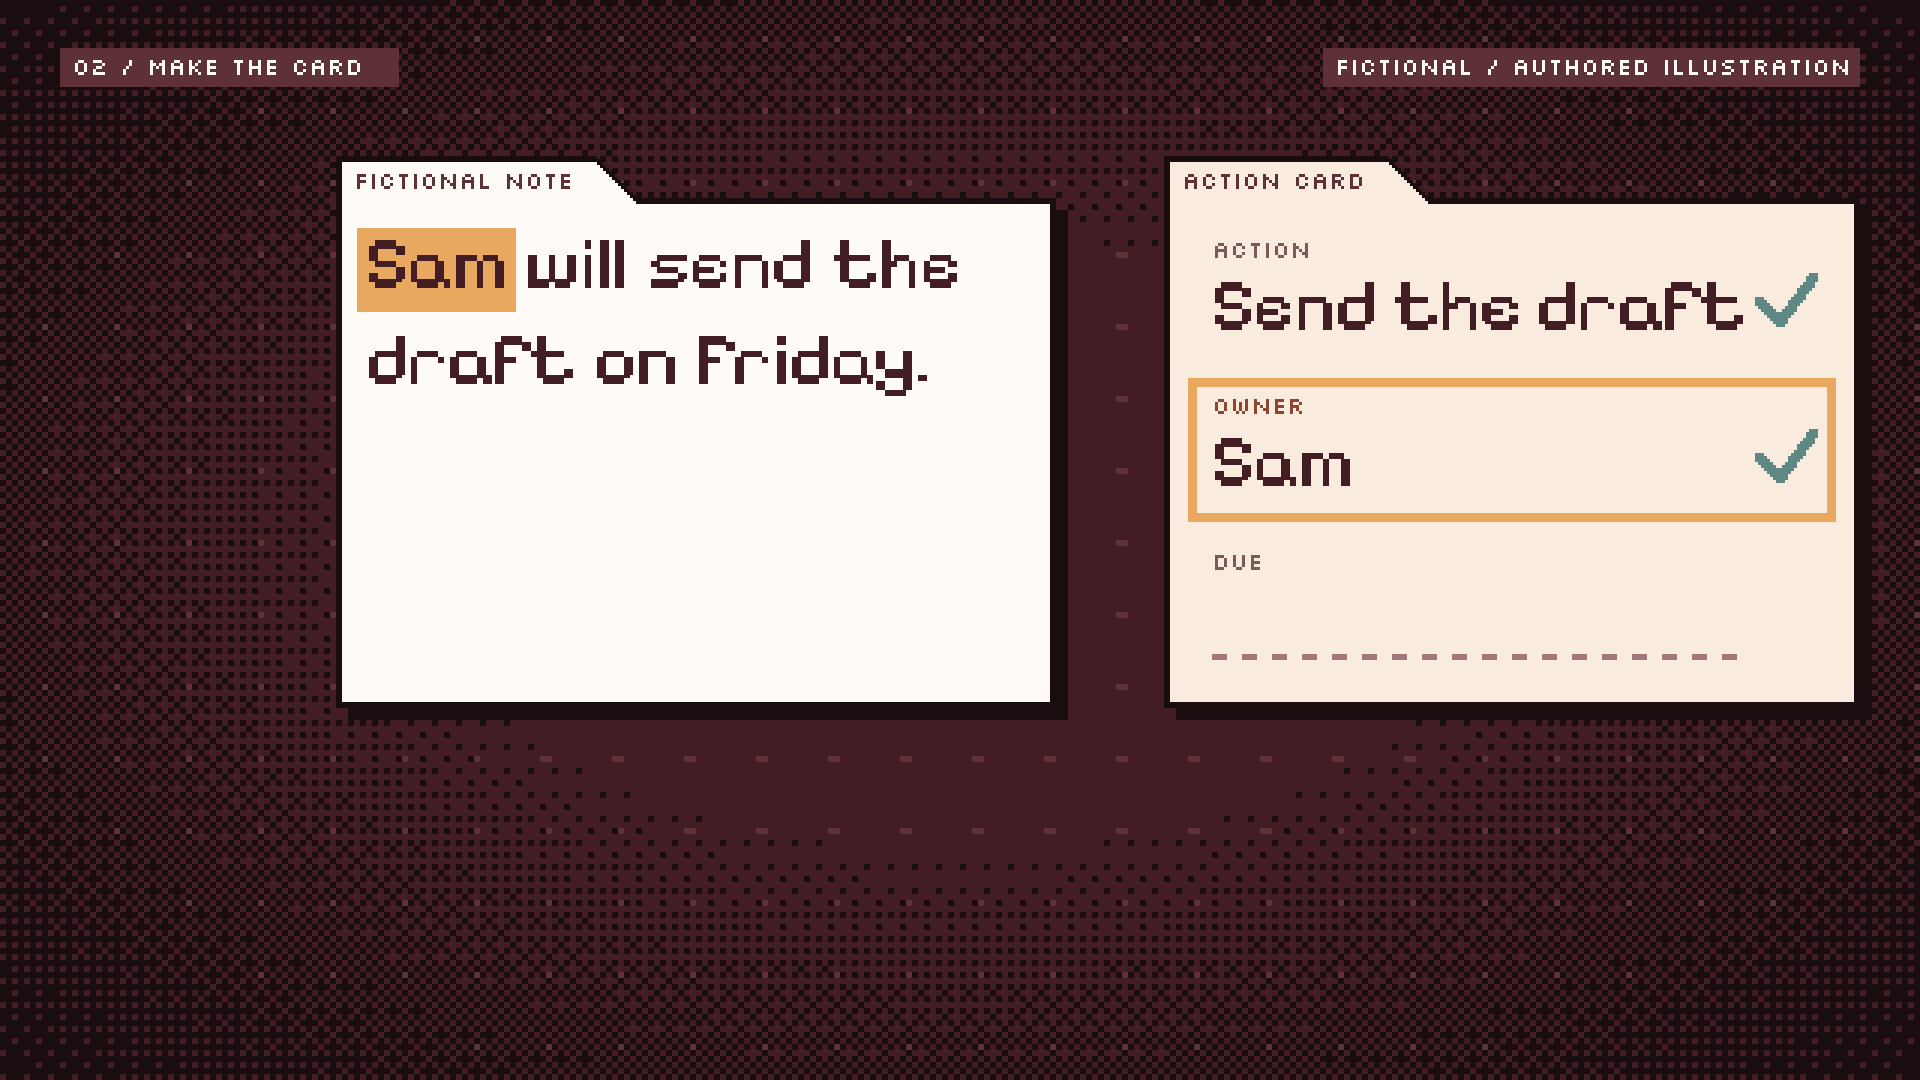 02 / MAKE THE CARD
FICTIONAL / AUTHORED ILLUSTRATION
FICTIONAL NOTE
Sam will send the
draft on Friday.
ACTION CARD
ACTION
Send the draft
OWNER
Sam
DUE